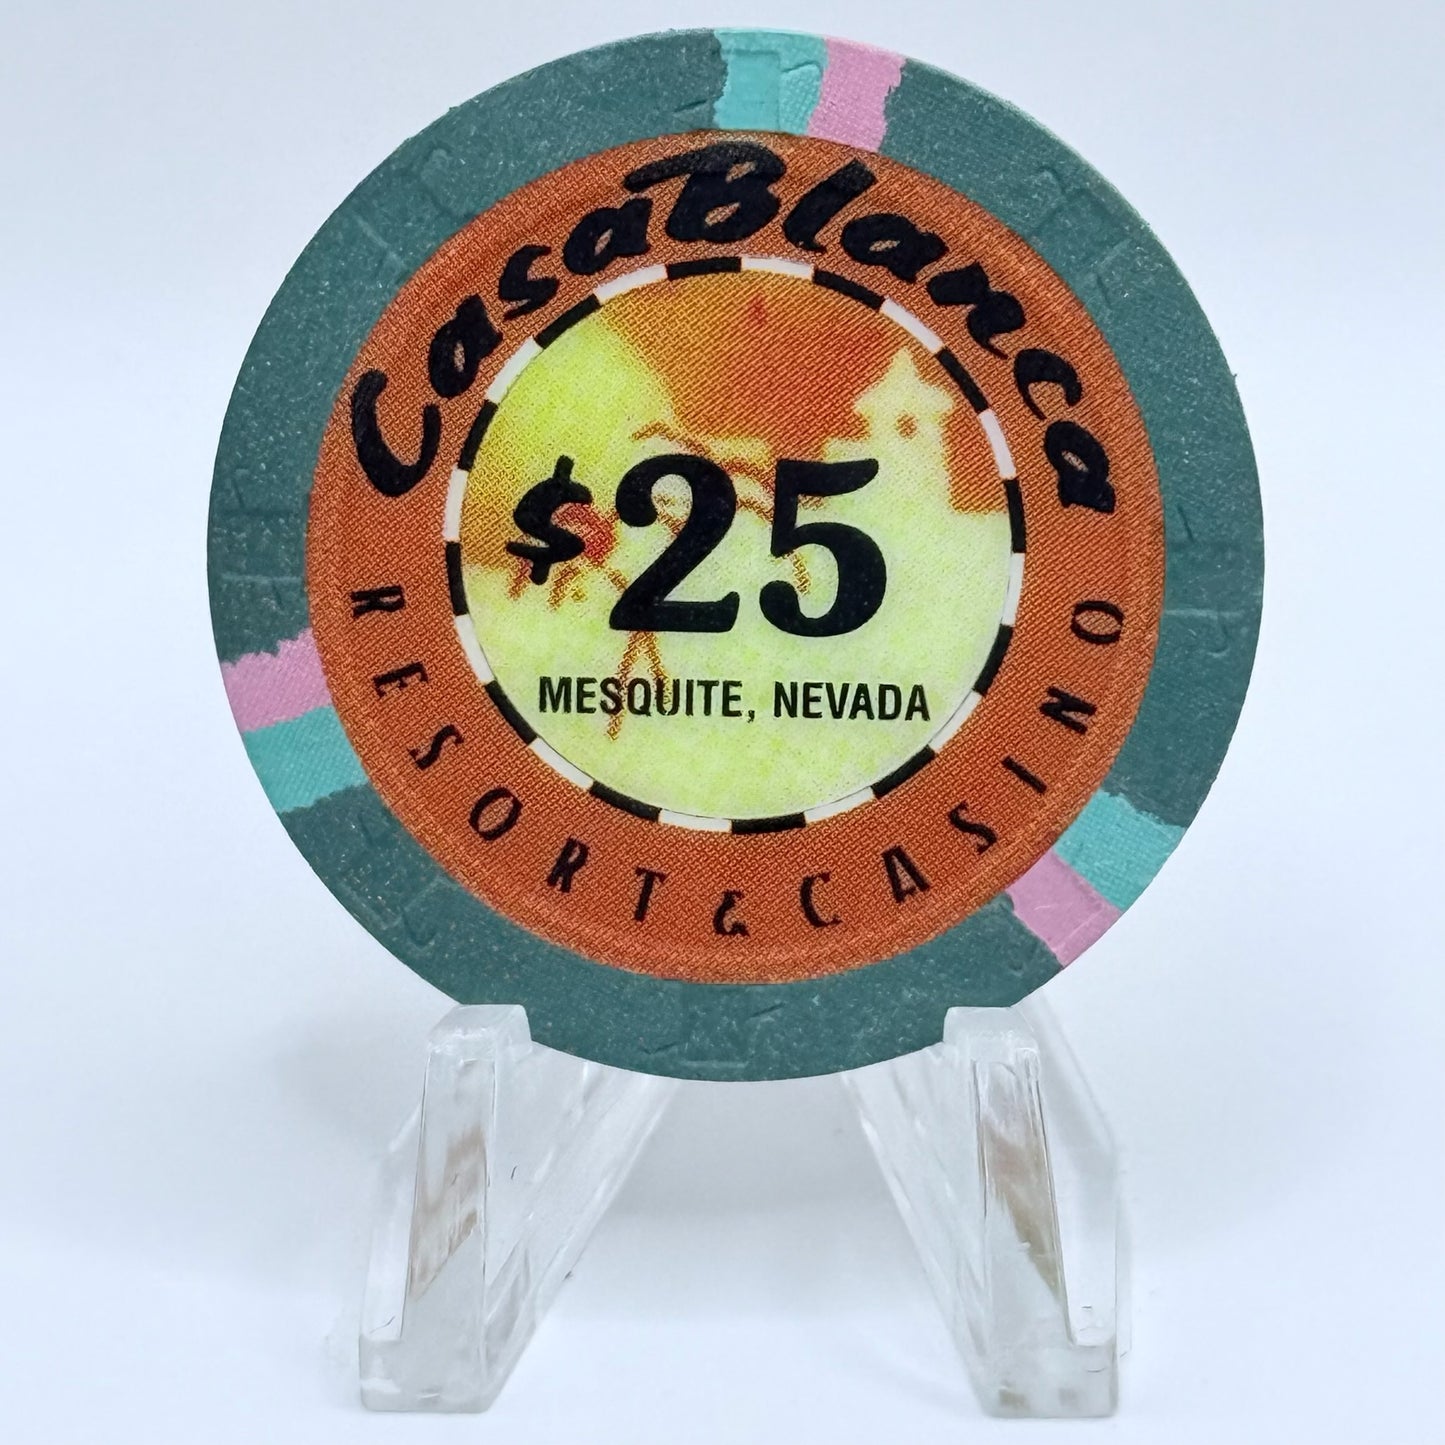 CasaBlanca
$25
MESQUITE, NEVADA
RESORT & CASINO